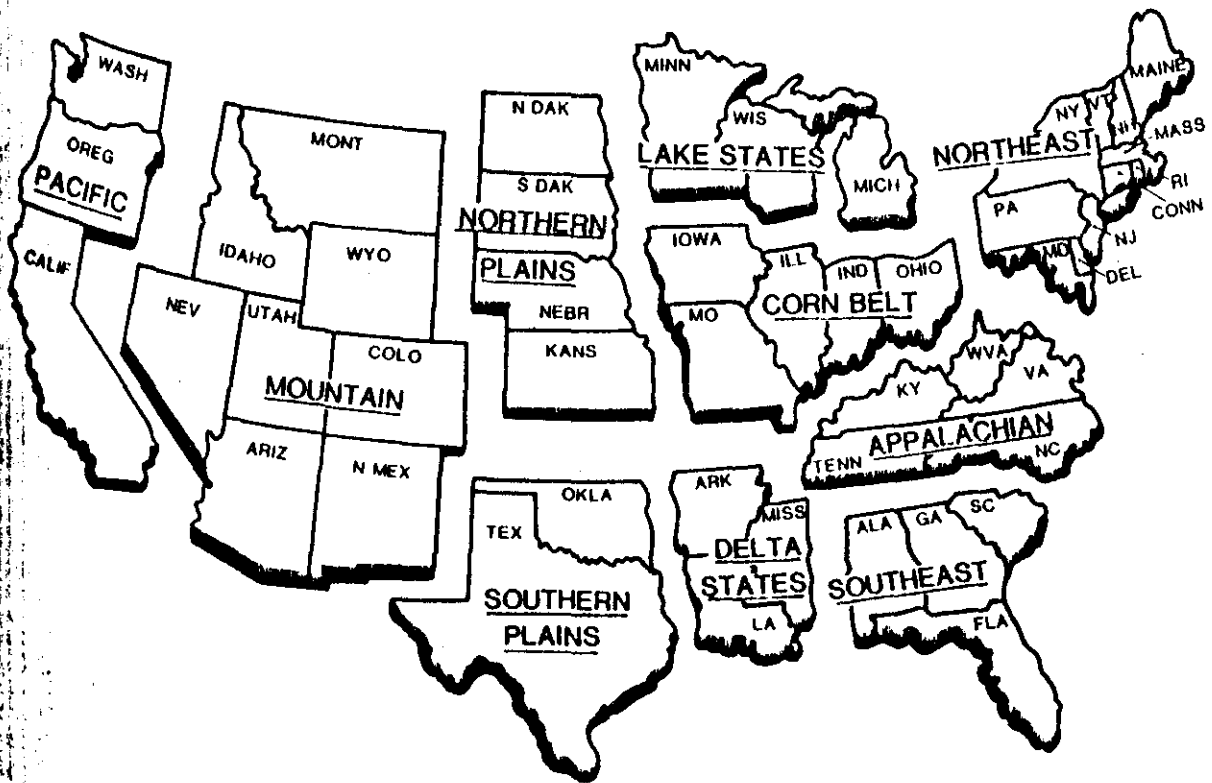 WASH
OREG
PACIFIC
CALIF
MONT
IDAHO
WYO
NEV
UTAH
COLO
MOUNTAIN
ARIZ
N MEX
N DAK
S DAK
NORTHERN
PLAINS
NEBR
KANS
OKLA
TEX
SOUTHERN
PLAINS
MINN
WIS
LAKE STATES
MICH
IOWA
ILL
IND
OHIO
CORN BELT
MO
ARK
MISS
DELTA
STATES
LA
MAINE
NY
VT
NH
MASS
NORTHEAST
RI
CONN
PA
NJ
MD
DEL
WVA
VA
KY
APPALACHIAN
TENN
NC
ALA
GA
SC
SOUTHEAST
FLA